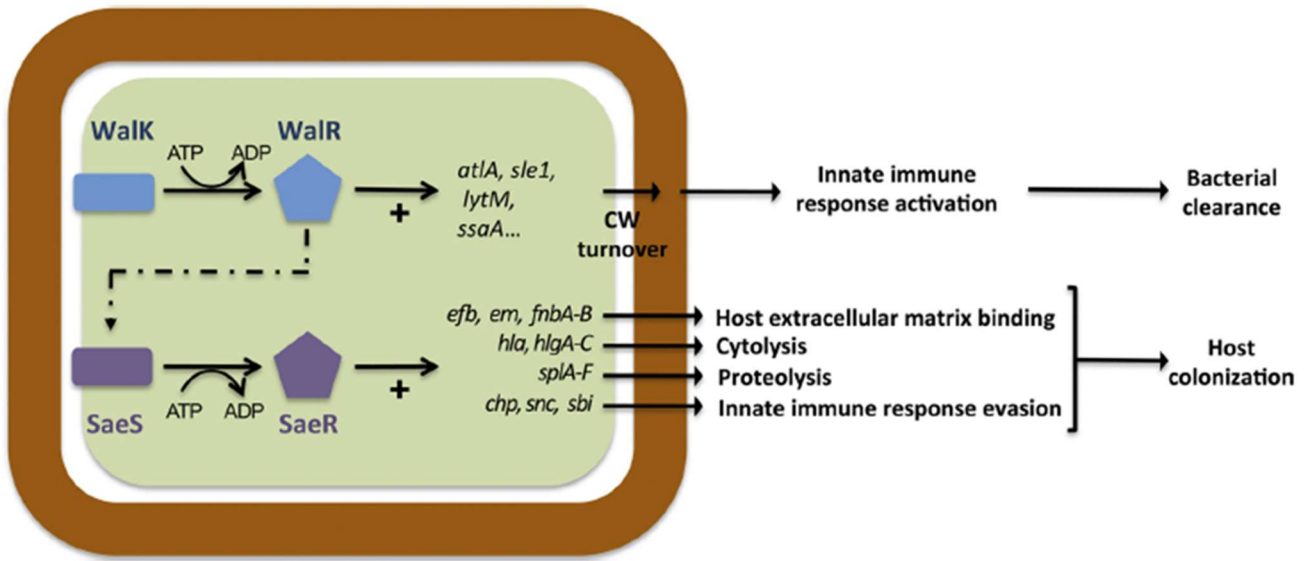 WalK
WalR
ATP
ADP
atlA, sle1,
lytM,
ssaA...
+
CW
turnover
Innate immune
response activation
Bacterial
clearance
efb, em, fnbA-B
Host extracellular matrix binding
hla, hlgA-C
Cytolysis
splA-F
Proteolysis
chp, snc, sbi
Innate immune response evasion
+
ATP
ADP
SaeS
SaeR
Host
colonization